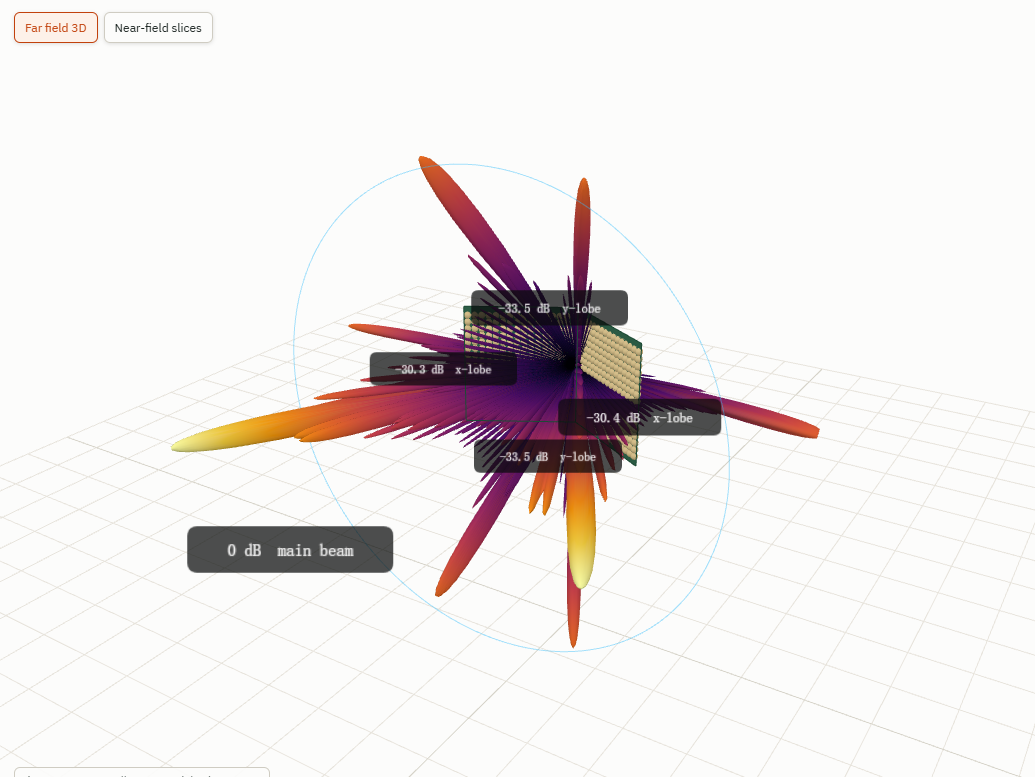 Far field 3D
Near-field slices
-33.5 dB y-lobe
-30.3 dB x-lobe
-30.4 dB x-lobe
-33.5 dB y-lobe
0 dB main beam